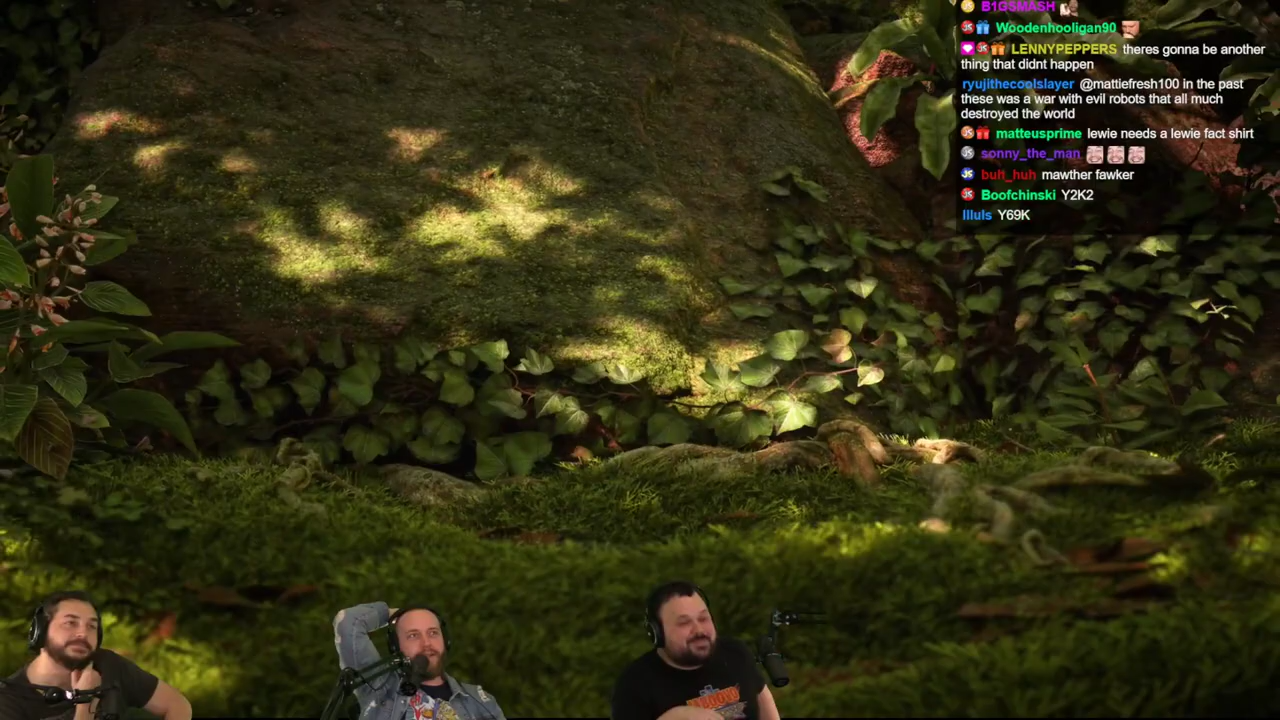 B1GSMASH
Woodenhooligan90
LENNYPEPPERS theres gonna be another
thing that didnt happen
ryujithecoolslayer @mattiefresh100 in the past
these was a war with evil robots that all much
destroyed the world
matteusprime lewie needs a lewie fact shirt
sonny_the_man
bult_huh mawther fawker
Boofchinski Y2K2
Y69K